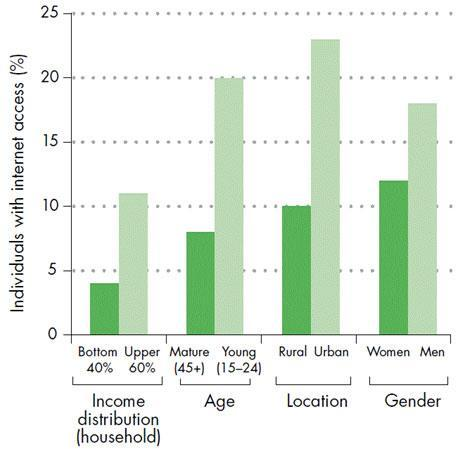 Individuals with internet access (%)
25
20
15
10
5
0
Bottom Upper Mature Young Rural Urban Women Men
40% 60% (45+) (15–24)
Income Age Location Gender
distribution
(household)